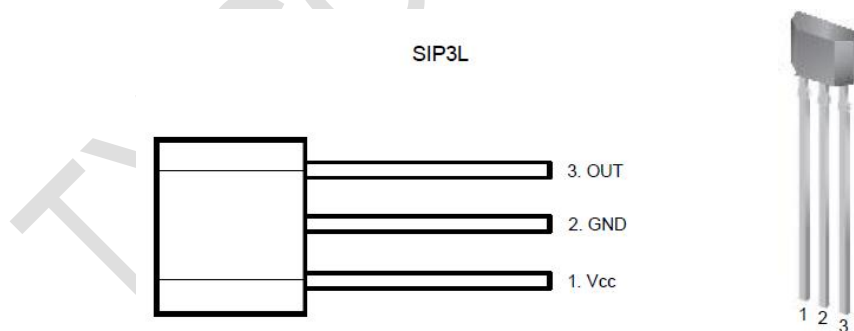 SIP3L
3. OUT
2. GND
1. Vcc
1 2 3